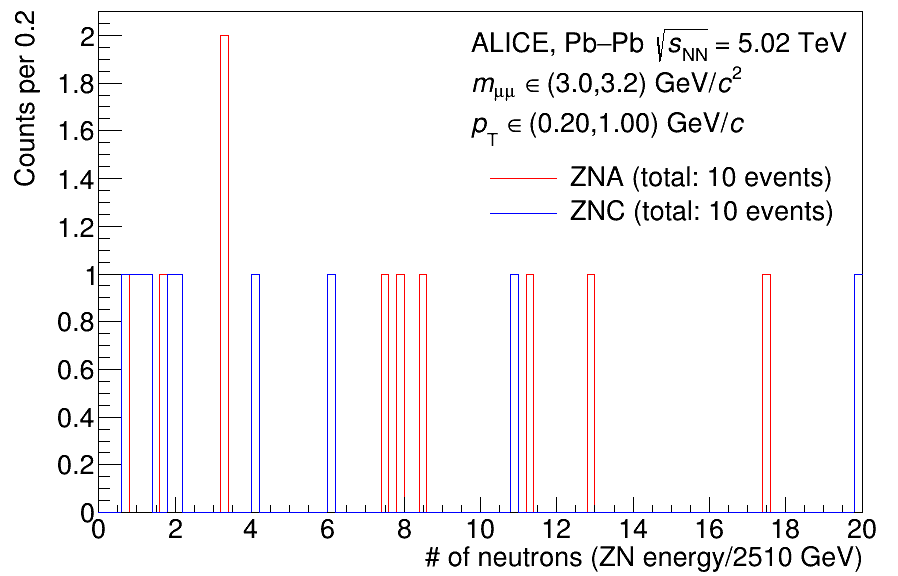 Counts per 0.2
ALICE, Pb–Pb √sNN = 5.02 TeV
mμμ ∈ (3.0,3.2) GeV/c²
pT ∈ (0.20,1.00) GeV/c
ZNA (total: 10 events)
ZNC (total: 10 events)
2
1.8
1.6
1.4
1.2
1
0.8
0.6
0.4
0.2
0
0 2 4 6 8 10 12 14 16 18 20
# of neutrons (ZN energy/2510 GeV)